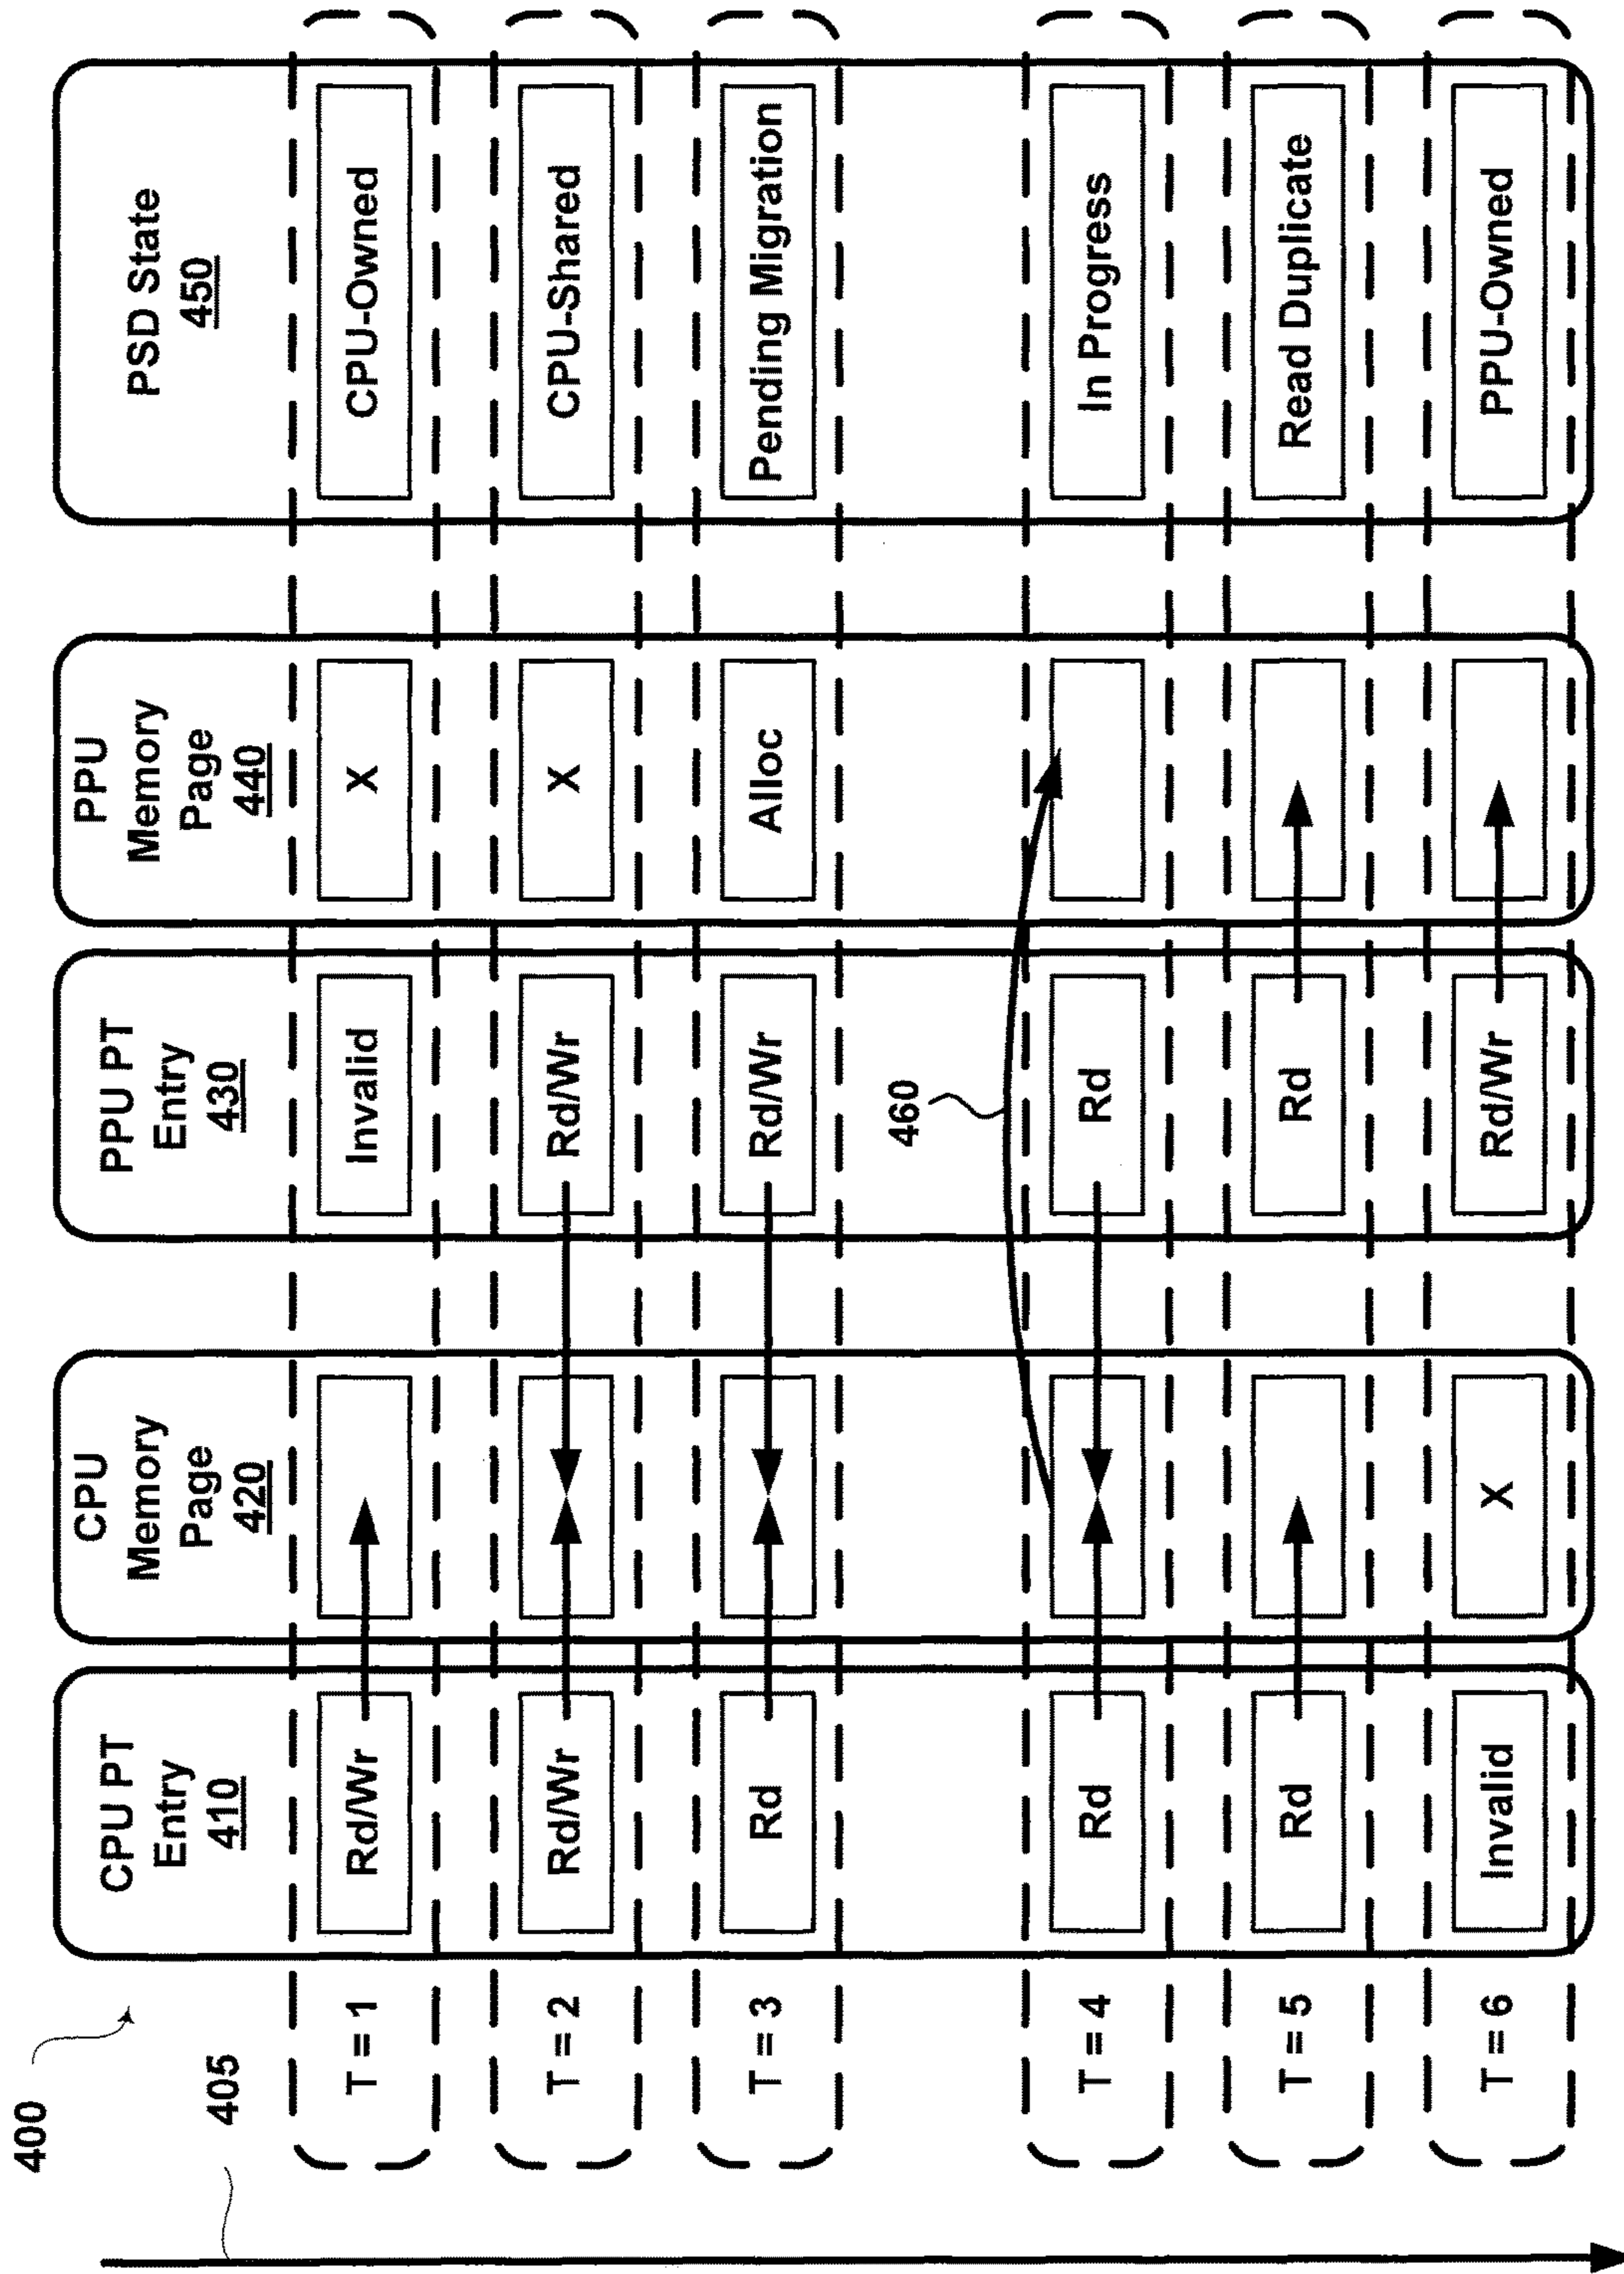 400
405
CPU PT
Entry
410
CPU
Memory
Page
420
PPU PT
Entry
430
PPU
Memory
Page
440
PSD State
450
T = 1
Rd/Wr
Invalid
X
CPU-Owned
T = 2
Rd/Wr
Rd/Wr
X
CPU-Shared
T = 3
Rd
Rd/Wr
Alloc
Pending Migration
460
T = 4
Rd
Rd
In Progress
T = 5
Rd
Rd
Read Duplicate
T = 6
Invalid
X
Rd/Wr
PPU-Owned